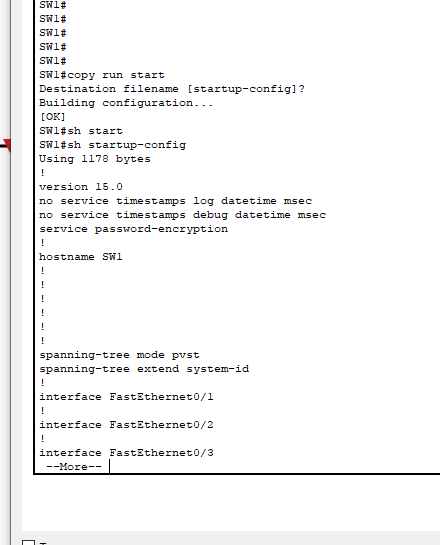 SW1#
SW1#
SW1#
SW1#
SW1#
SW1#copy run start
Destination filename [startup-config]?
Building configuration...
[OK]
SW1#sh start
SW1#sh startup-config
Using 1178 bytes
!
version 15.0
no service timestamps log datetime msec
no service timestamps debug datetime msec
service password-encryption
!
hostname SW1
!
!
!
!
!
!
spanning-tree mode pvst
spanning-tree extend system-id
!
interface FastEthernet0/1
!
interface FastEthernet0/2
!
interface FastEthernet0/3
--More--